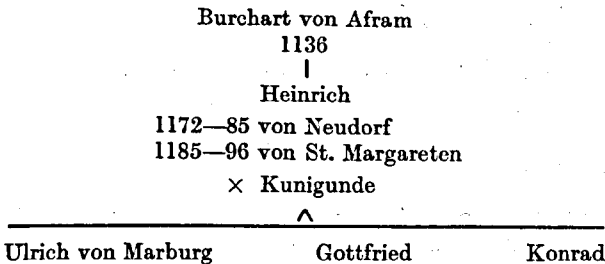 Burchart von Afram
1136
Heinrich
1172—85 von Neudorf
1185—96 von St. Margareten
× Kunigunde
Ulrich von Marburg Gottfried Konrad